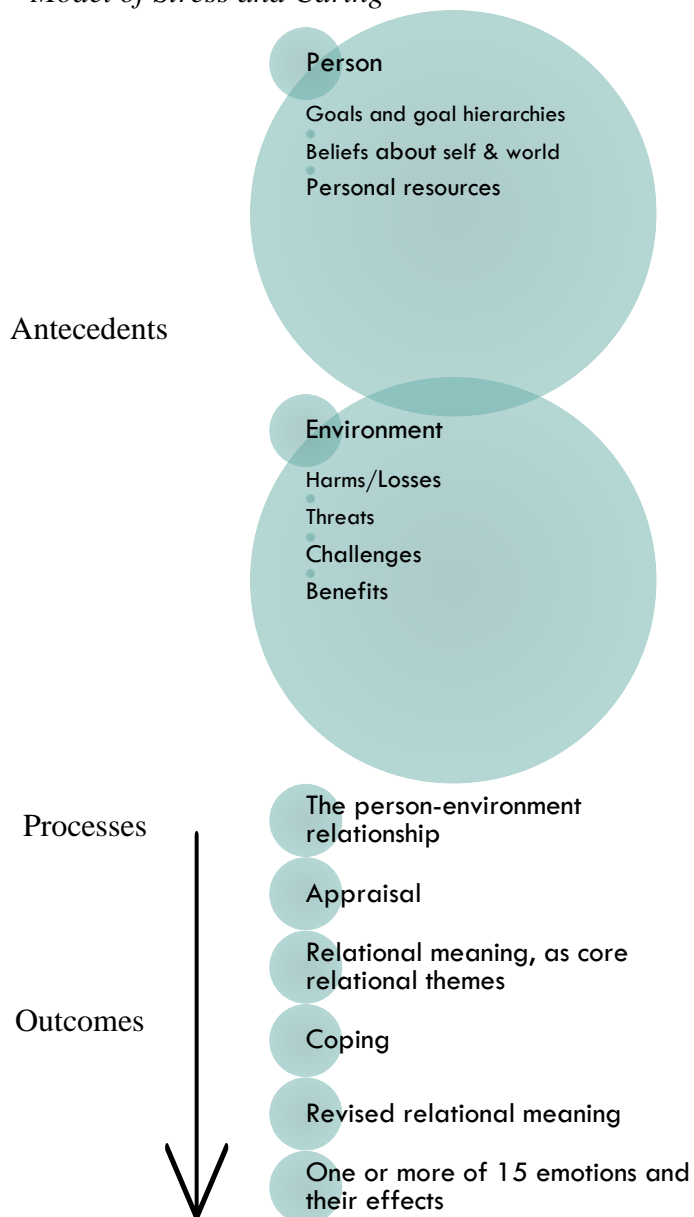 Model of Stress and Caring
Person
Goals and goal hierarchies
Beliefs about self & world
Personal resources
Antecedents
Environment
Harms/Losses
Threats
Challenges
Benefits
Processes
The person-environment
relationship
Appraisal
Relational meaning, as core
relational themes
Outcomes
Coping
Revised relational meaning
One or more of 15 emotions and
their effects